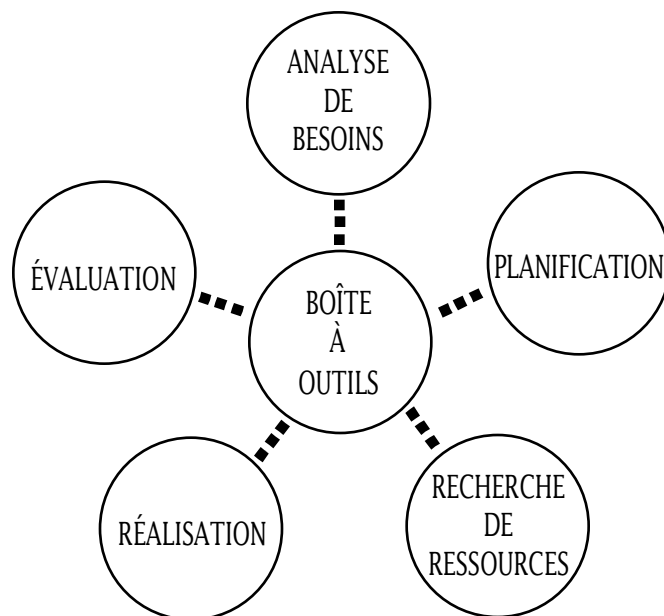 ANALYSE
DE
BESOINS
PLANIFICATION
ÉVALUATION
BOÎTE
À
OUTILS
RECHERCHE
DE
RESSOURCES
RÉALISATION